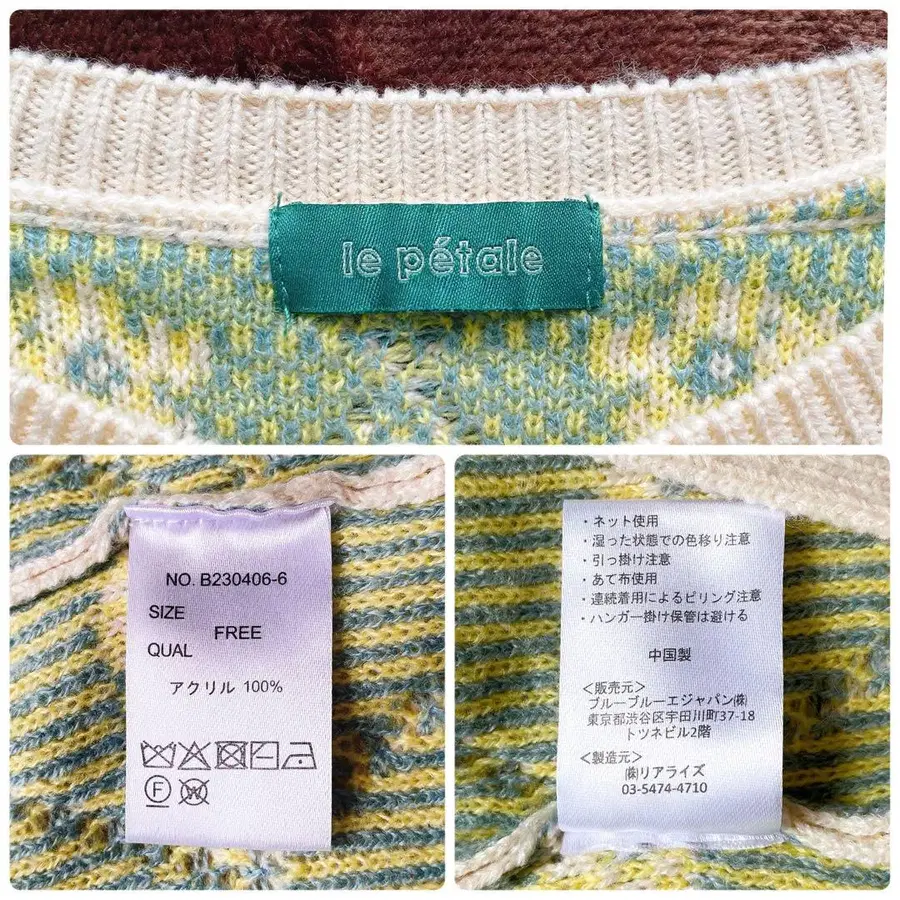 le pétale
NO. B230406-6
SIZE
FREE
QUAL
アクリル 100%
・ネット使用
・湿った状態での色移り注意
・引っ掛け注意
・あて布使用
・連続着用によるピリング注意
・ハンガー掛け保管は避ける
中国製
＜販売元＞
ブルーブルーエジャパン㈱
東京都渋谷区宇田川町37-18
トツネビル2階
＜製造元＞
㈱リアライズ
03-5474-4710